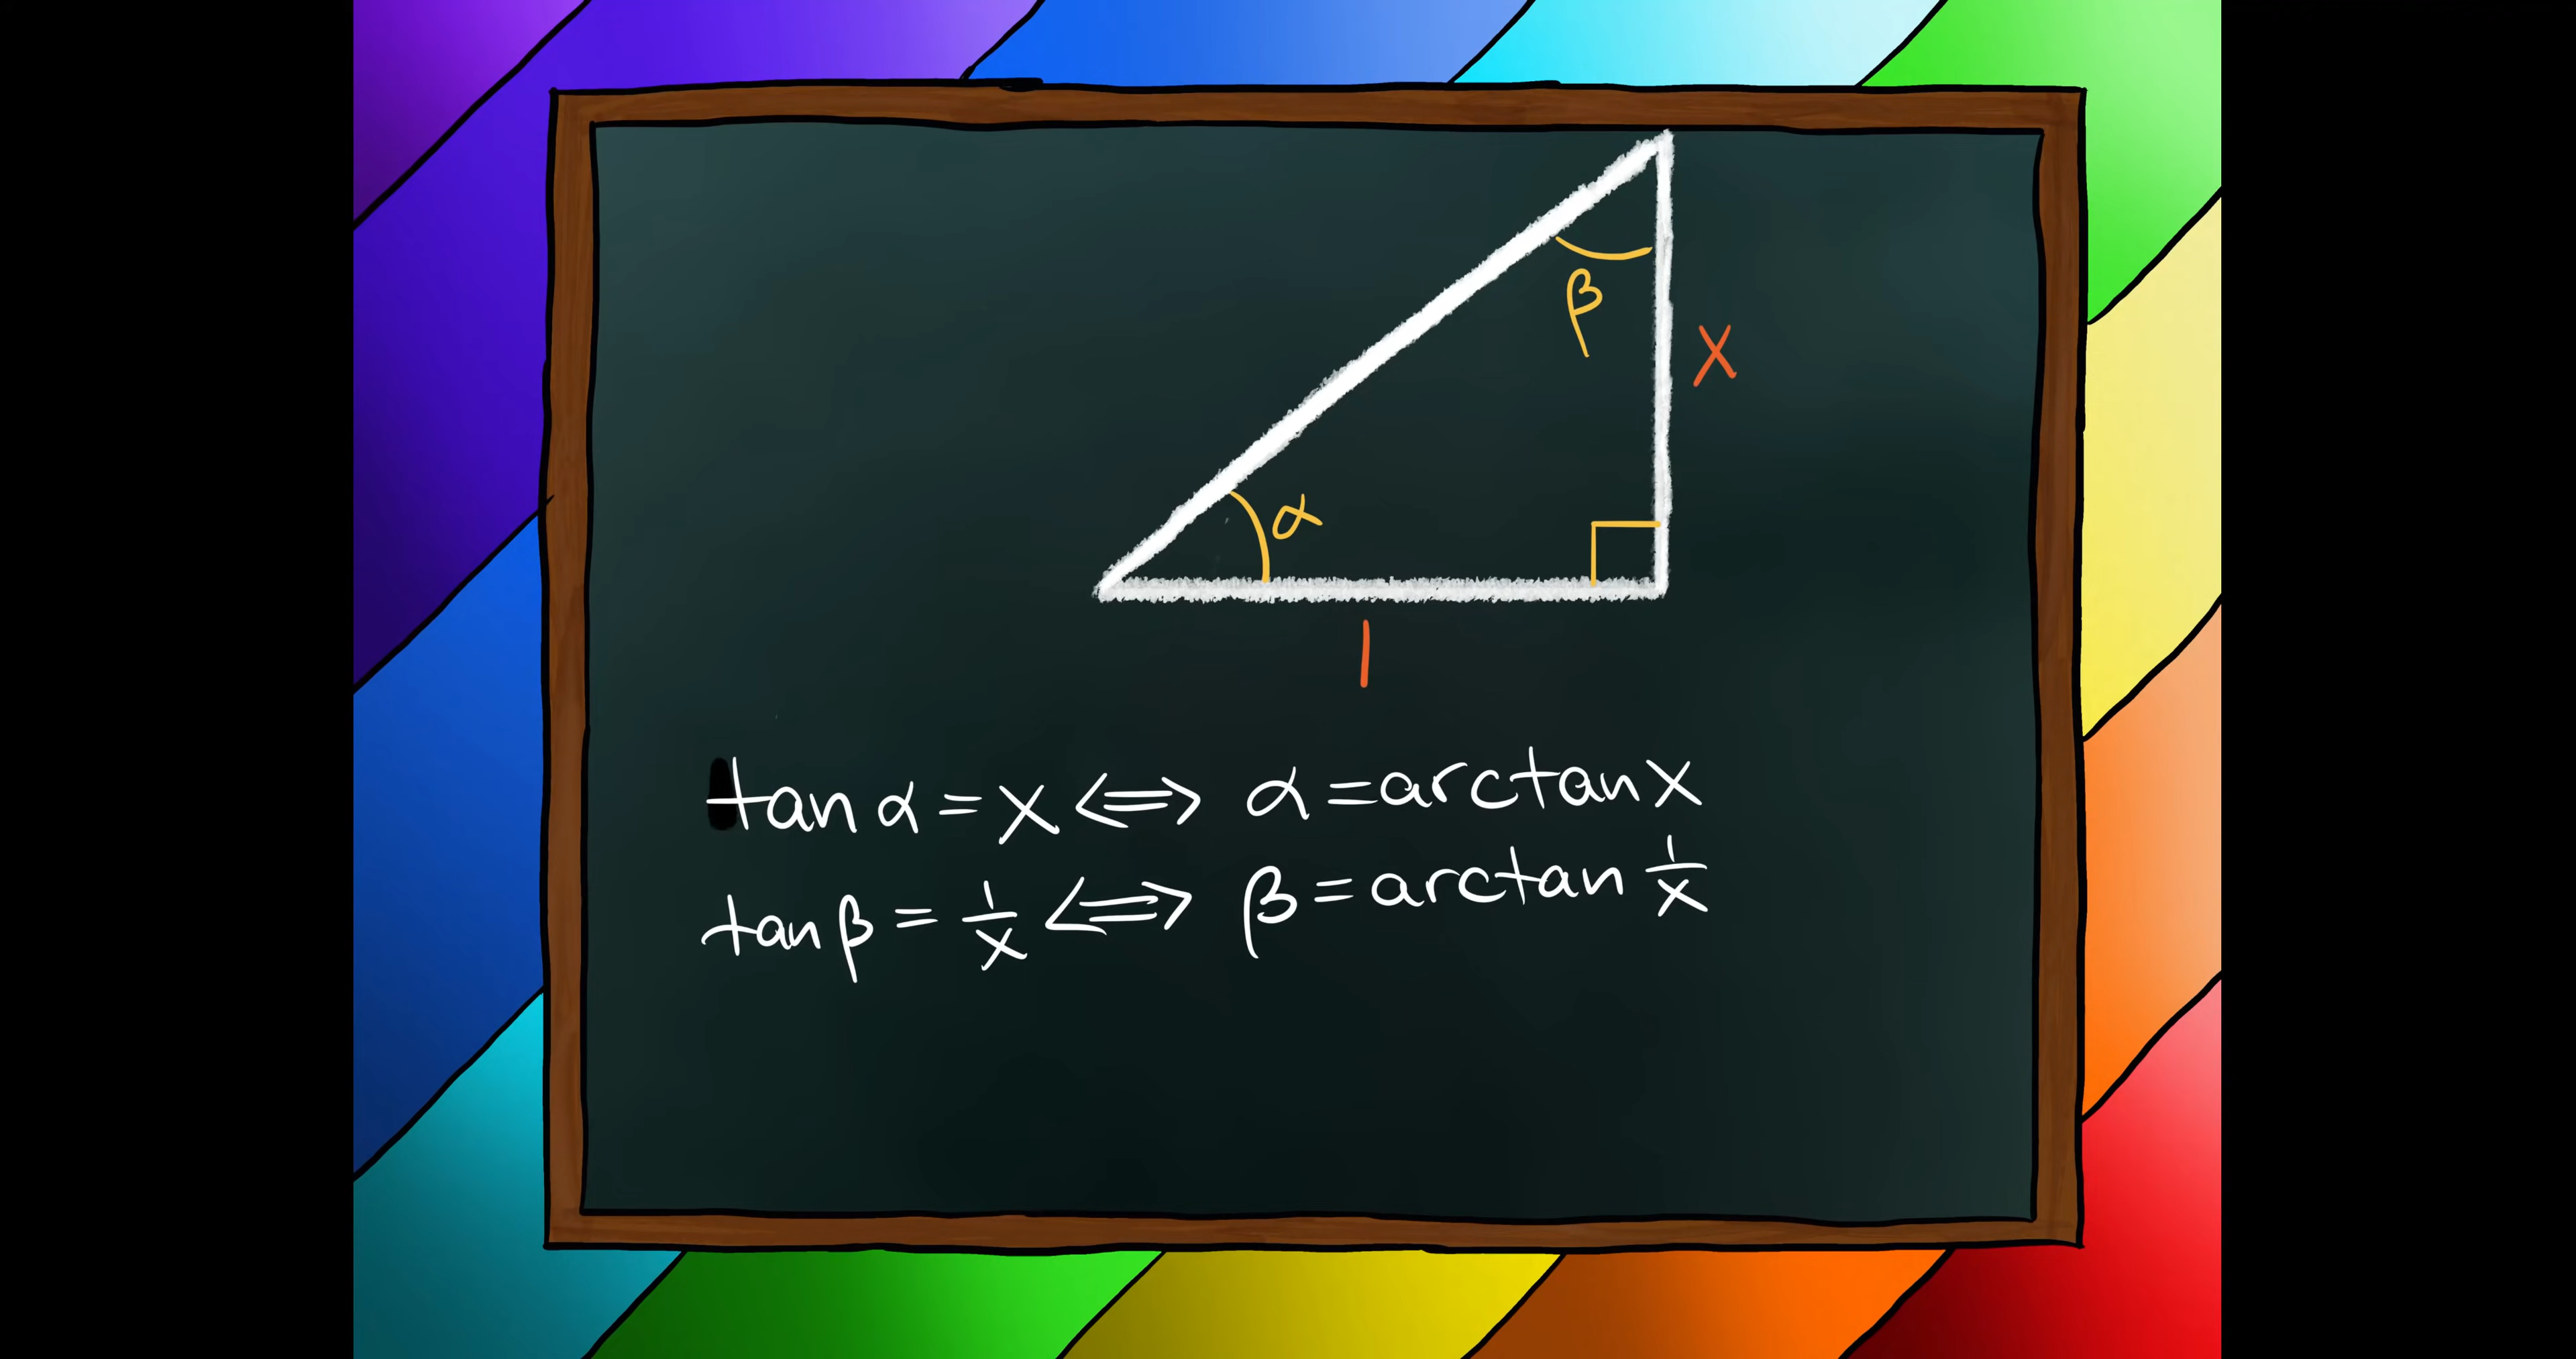 β
x
α
1
tan α = x ⟺ α = arctan x
tan β = 1/x ⟺ β = arctan 1/x